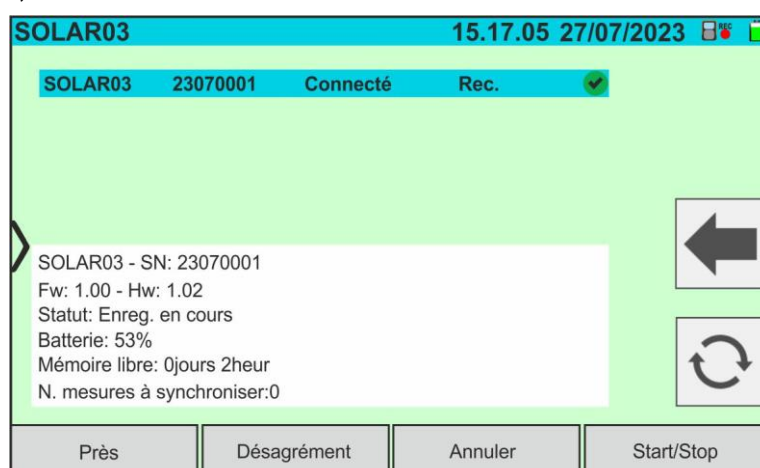 SOLAR03 15.17.05 27/07/2023 REC
SOLAR03 23070001 Connecté Rec.
SOLAR03 - SN: 23070001
Fw: 1.00 - Hw: 1.02
Statut: Enreg. en cours
Batterie: 53%
Mémoire libre: 0jours 2heur
N. mesures à synchroniser:0
Près Désagrément Annuler Start/Stop